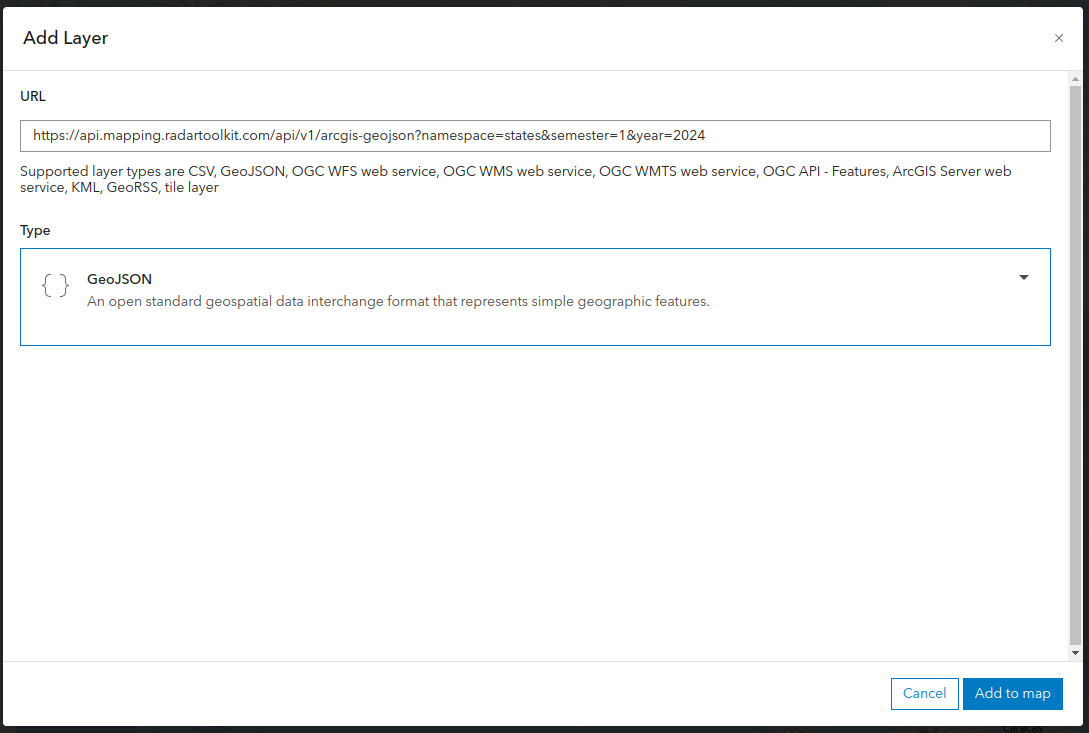 Add Layer
URL
https://api.mapping.radartoolkit.com/api/v1/arcgis-geojson?namespace=states&semester=1&year=2024
Supported layer types are CSV, GeoJSON, OGC WFS web service, OGC WMS web service, OGC WMTS web service, OGC API - Features, ArcGIS Server web
service, KML, GeoRSS, tile layer
Type
{ } GeoJSON
An open standard geospatial data interchange format that represents simple geographic features.
Cancel Add to map
Caracas